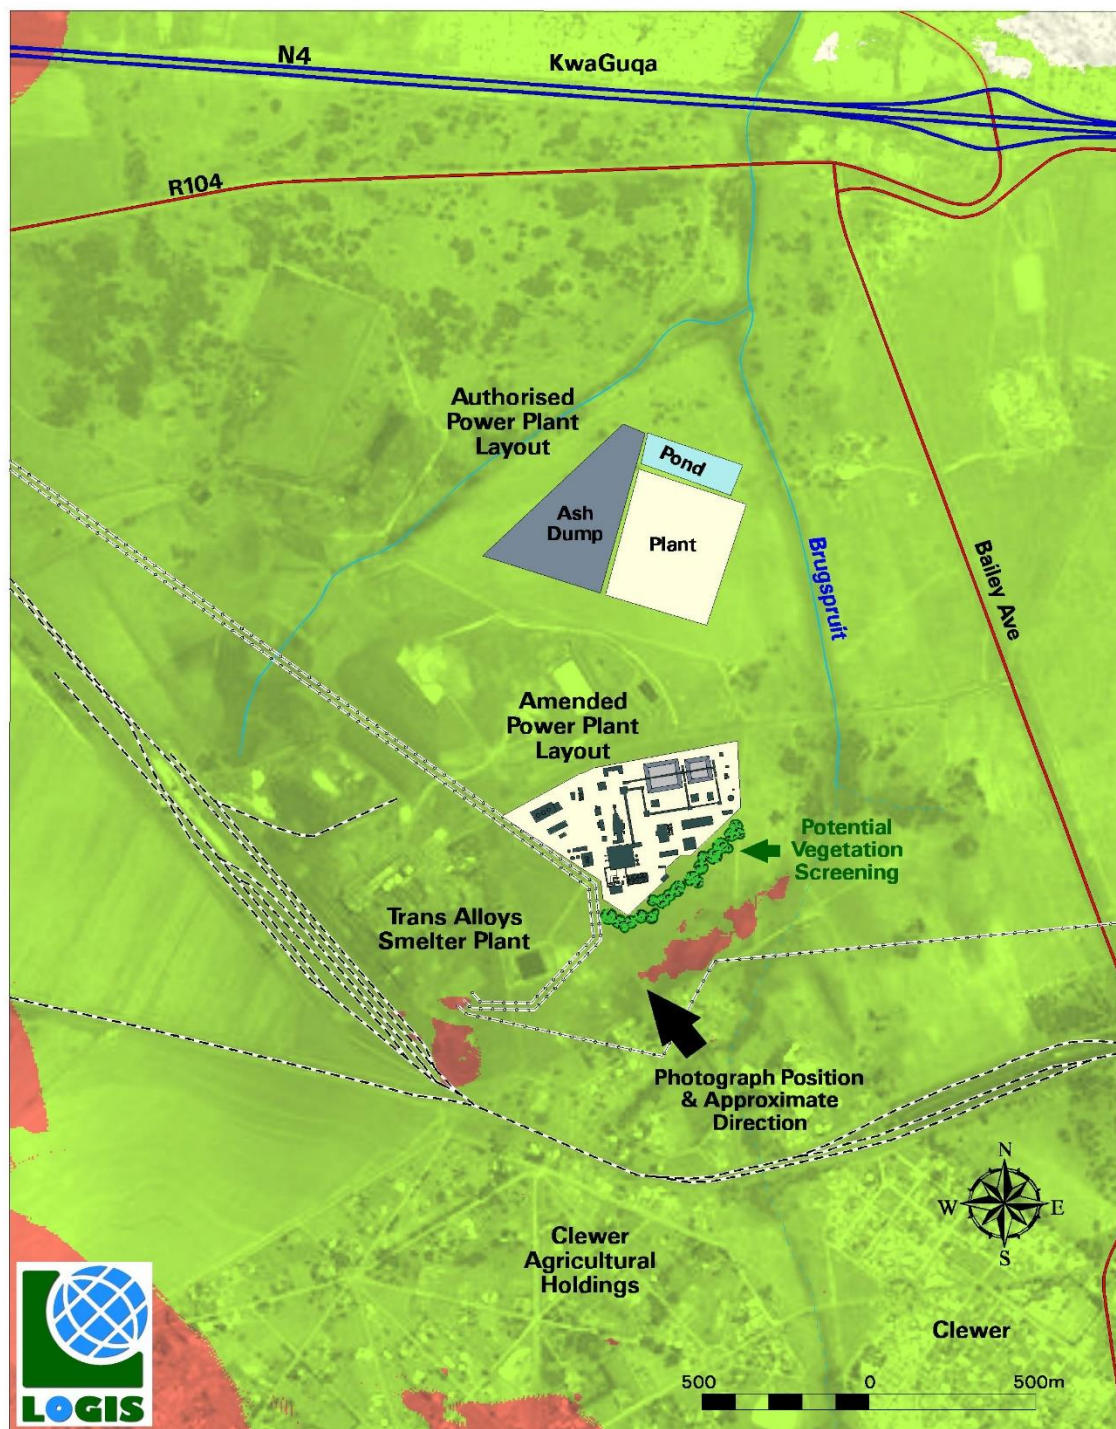 N4
KwaGuqa
R104
Authorised
Power Plant
Layout
Pond
Ash
Dump
Plant
Brugspruit
Bailey Ave
Amended
Power Plant
Layout
Potential
Vegetation
Screening
Trans Alloys
Smelter Plant
Photograph Position
& Approximate
Direction
N
W
E
S
Clewer
Agricultural
Holdings
Clewer
500
0
500m
LOGIS